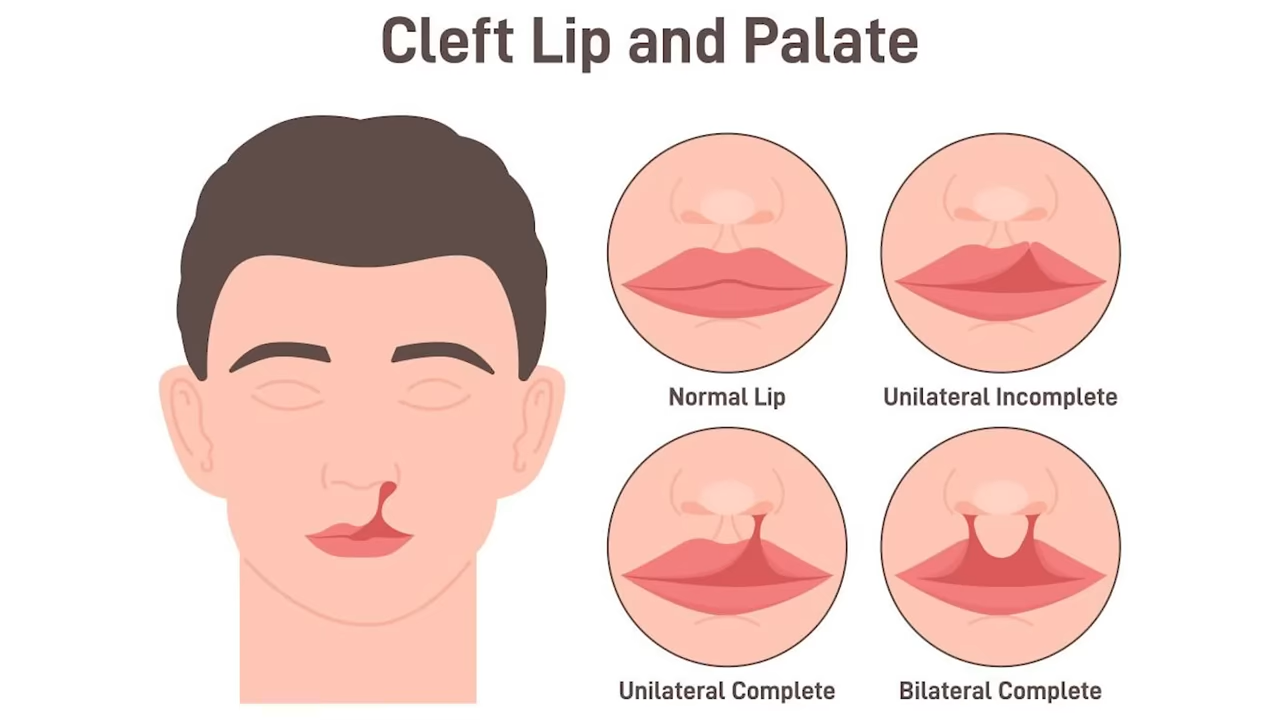 Cleft Lip and Palate
Normal Lip
Unilateral Incomplete
Unilateral Complete
Bilateral Complete